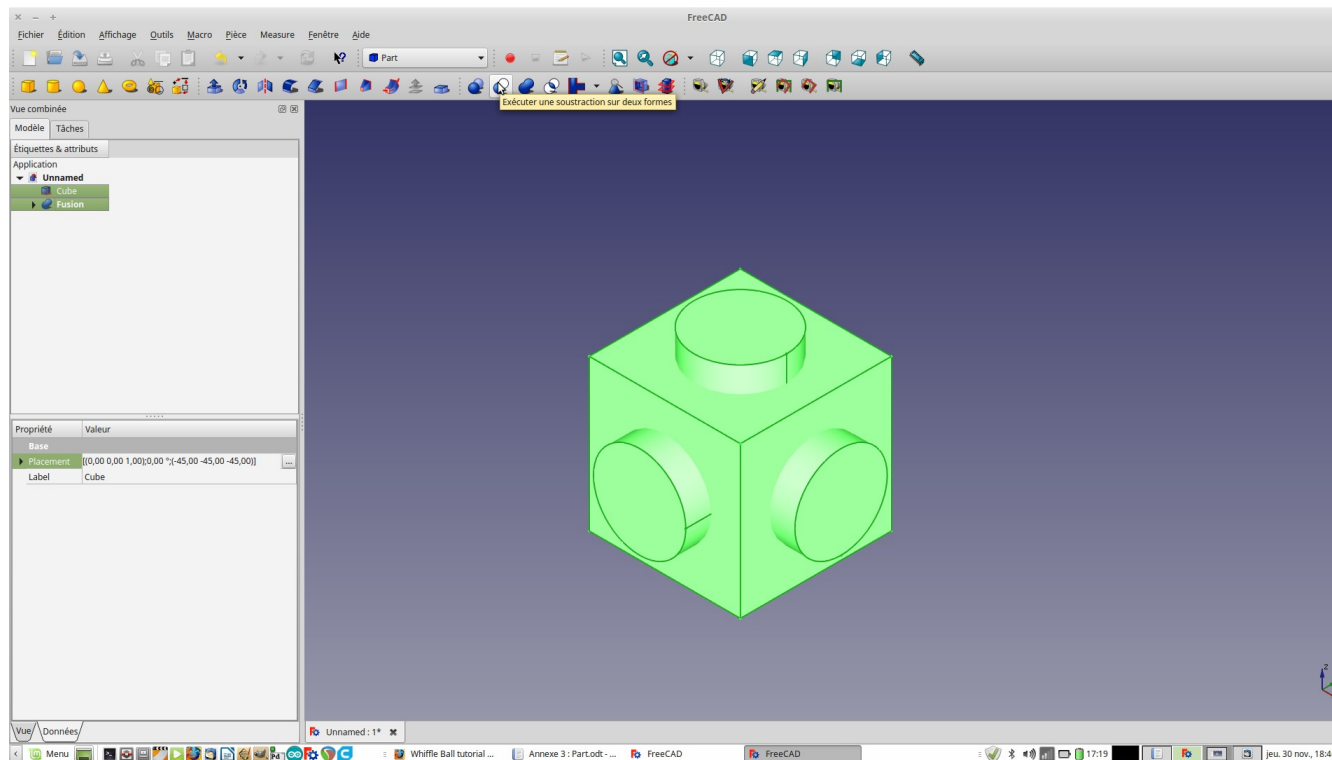 FreeCAD
Fichier Édition Affichage Outils Macro Pièce Measure Fenêtre Aide
Part
Exécuter une soustraction sur deux formes
Vue combinée
Modèle Tâches
Étiquettes & attributs
Application
Unnamed
Cube
Fusion
Propriété Valeur
Base
Placement [(0,00 0,00 1,00);0,00 °;(-45,00 -45,00 -45,00)] ...
Label Cube
Z
Vue Données Unnamed : 1*
Menu Whiffle Ball tutorial ... Annexe 3 : Part.odt - ... FreeCAD FreeCAD 17:19 jeu. 30 nov., 18:4